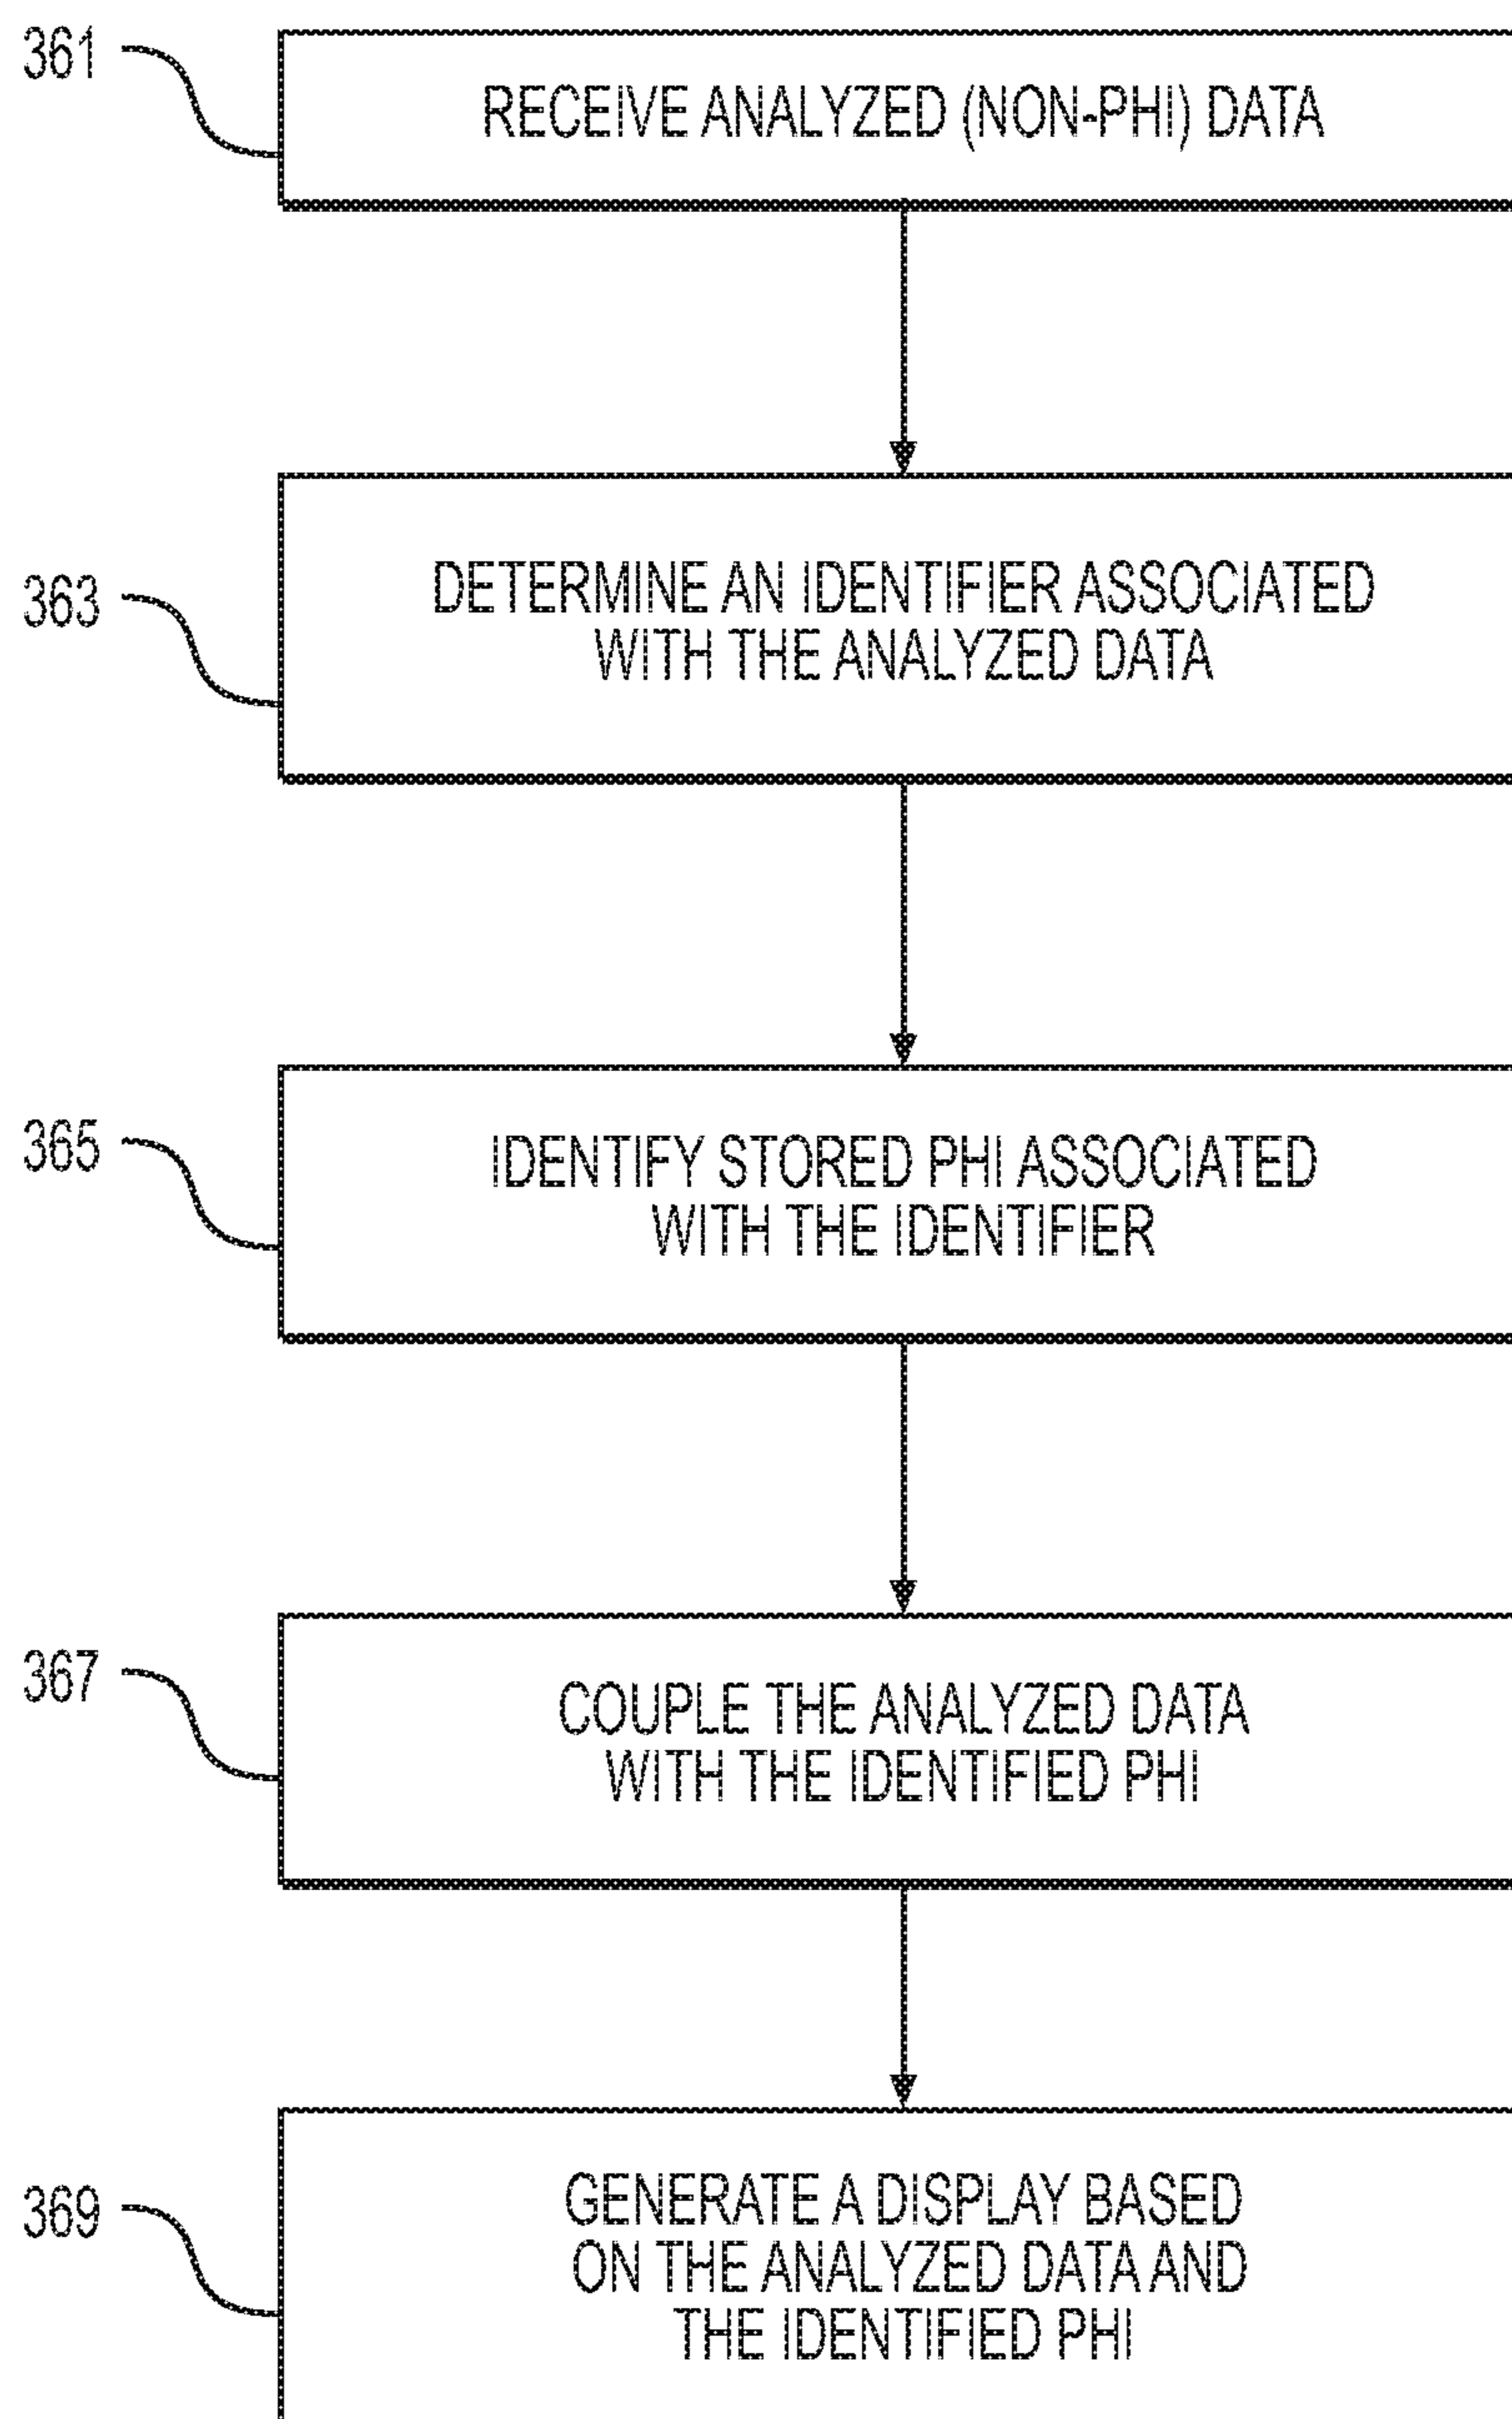 361
RECEIVE ANALYZED (NON-PHI) DATA
363
DETERMINE AN IDENTIFIER ASSOCIATED
WITH THE ANALYZED DATA
365
IDENTIFY STORED PHI ASSOCIATED
WITH THE IDENTIFIER
367
COUPLE THE ANALYZED DATA
WITH THE IDENTIFIED PHI
369
GENERATE A DISPLAY BASED
ON THE ANALYZED DATA AND
THE IDENTIFIED PHI